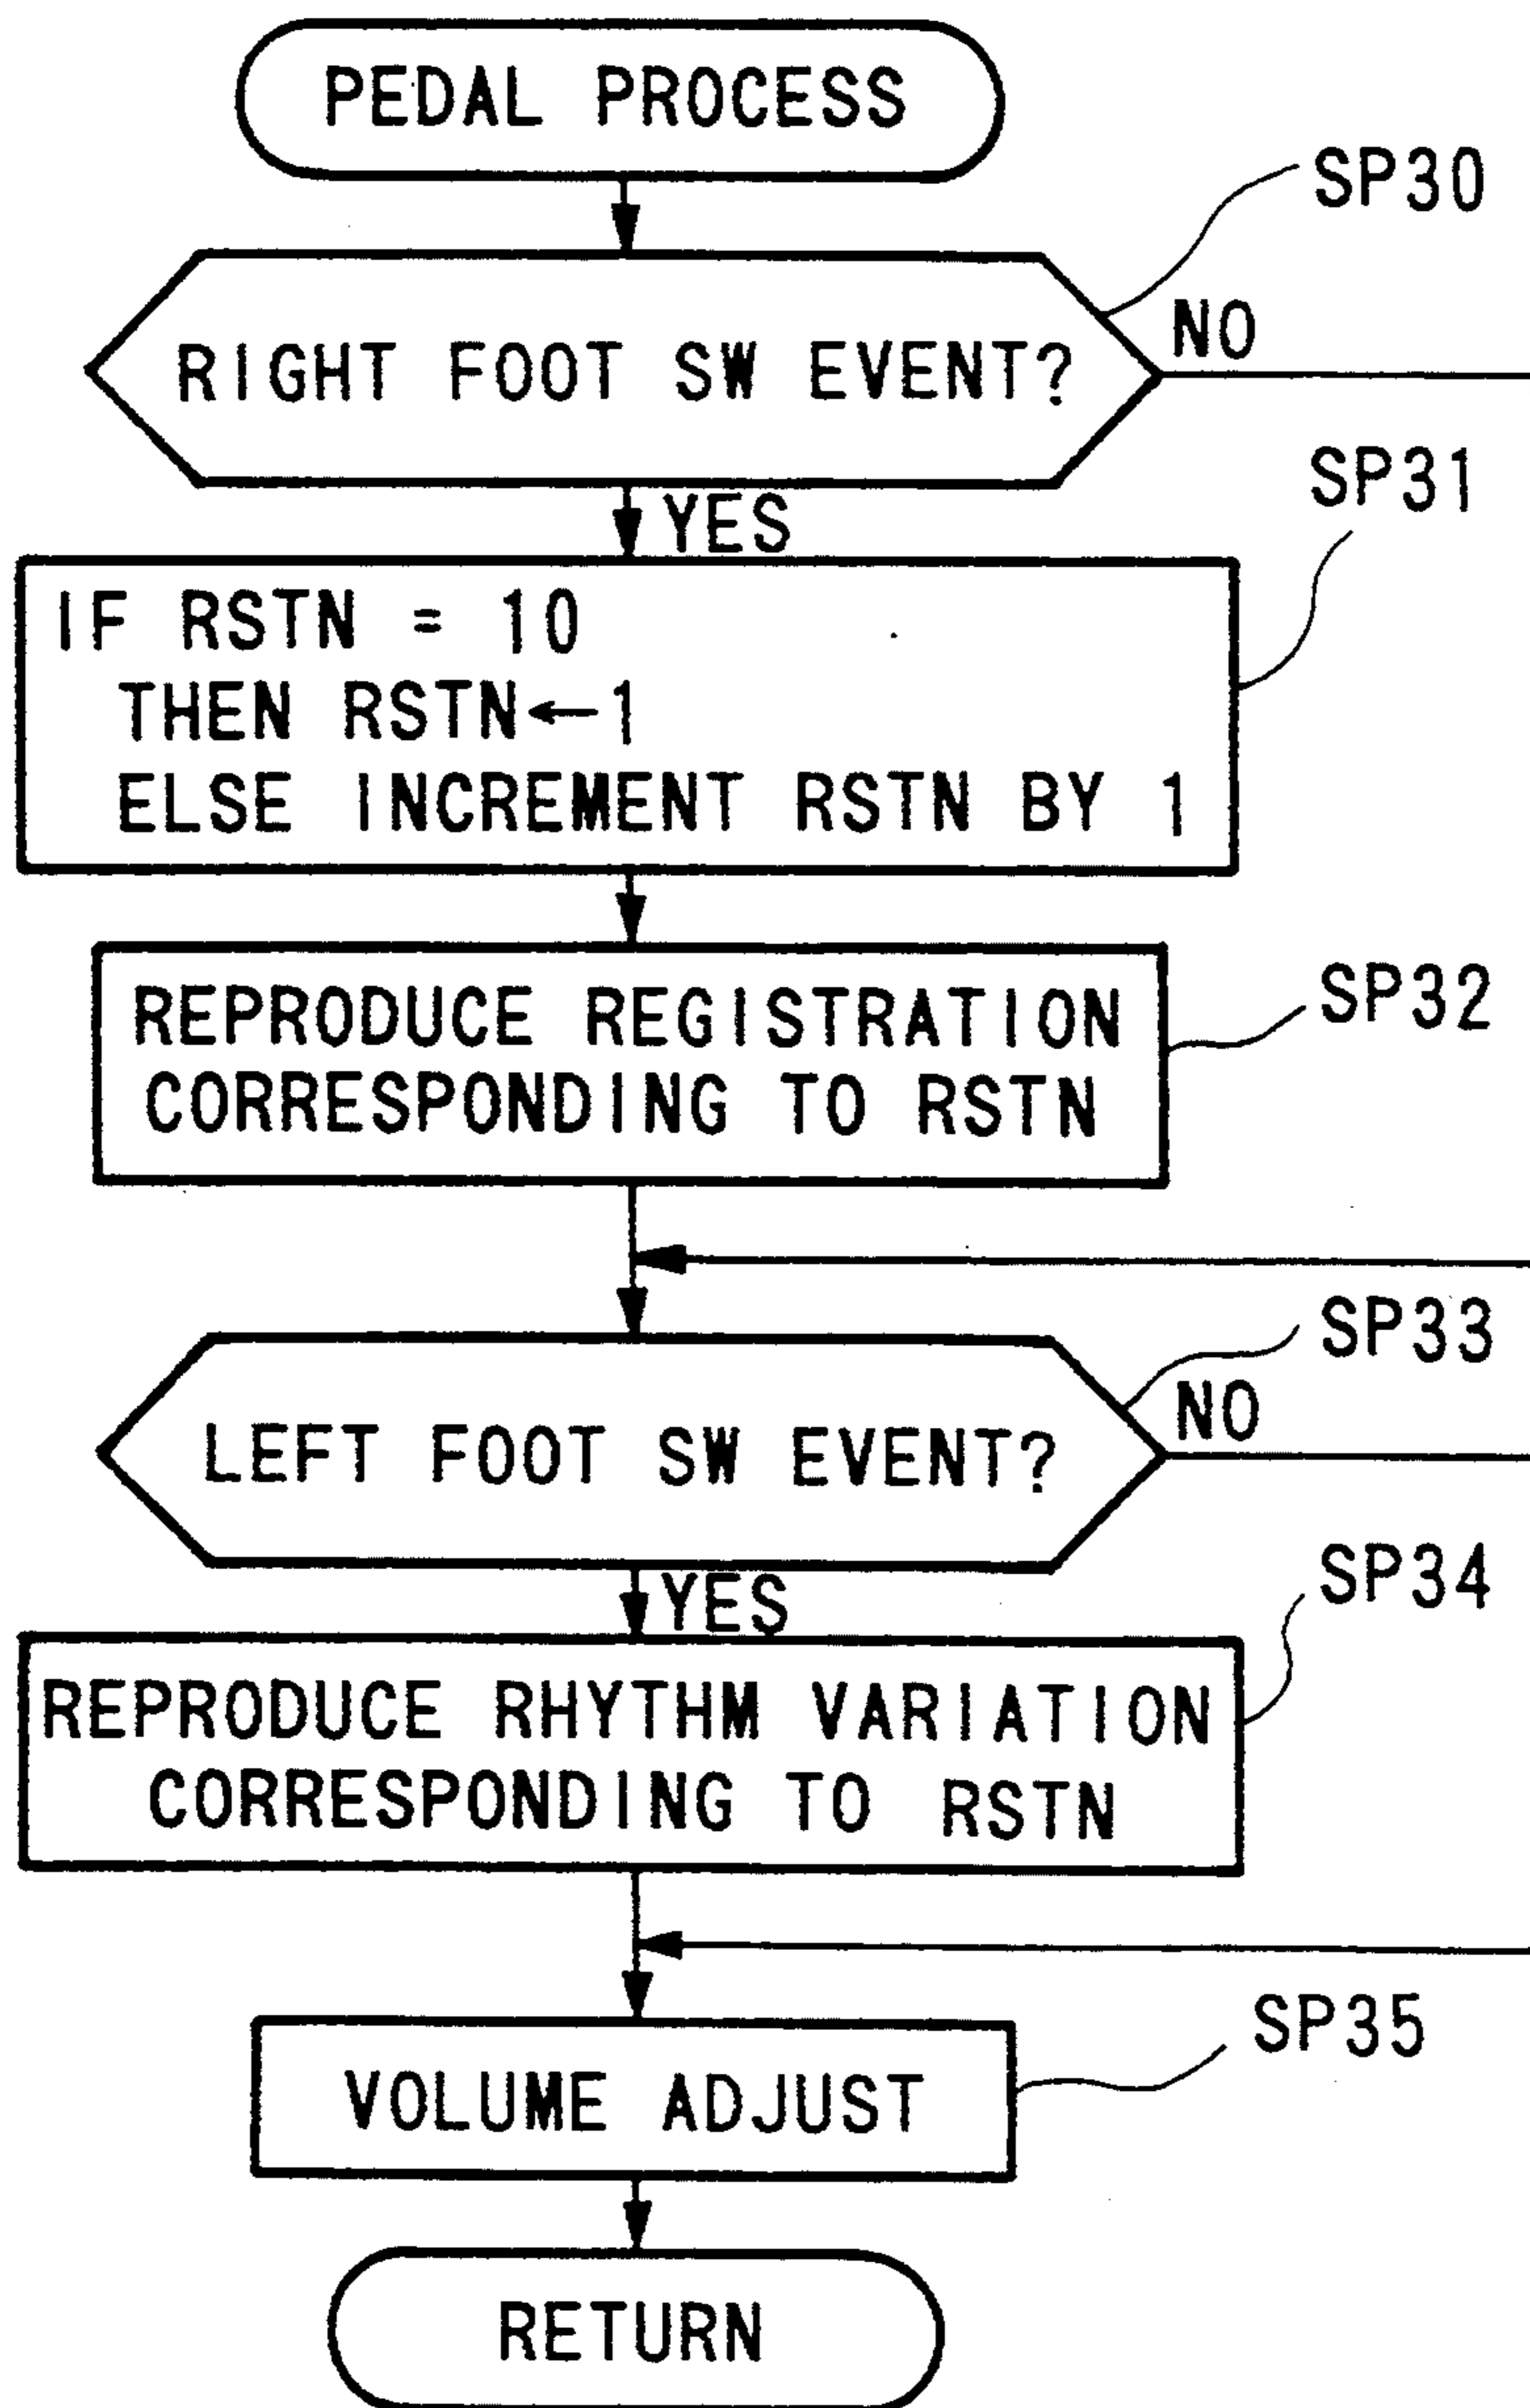 PEDAL PROCESS
SP30
RIGHT FOOT SW EVENT?
NO
YES
SP31
IF RSTN = 10
THEN RSTN←1
ELSE INCREMENT RSTN BY 1
SP32
REPRODUCE REGISTRATION
CORRESPONDING TO RSTN
SP33
LEFT FOOT SW EVENT?
NO
YES
SP34
REPRODUCE RHYTHM VARIATION
CORRESPONDING TO RSTN
SP35
VOLUME ADJUST
RETURN